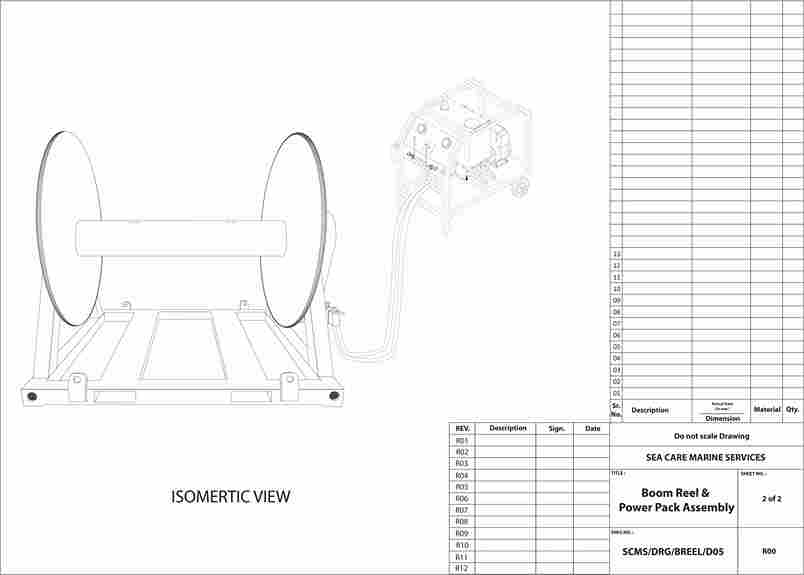 13
12
11
10
09
08
07
06
05
04
03
02
01
Sr. No. Description Dimension Material Qty.
REV. Description Sign. Date
R01
R02
R03
R04
R05
R06
R07
R08
R09
R10
R11
R12
Do not scale Drawing
SEA CARE MARINE SERVICES
TITLE :
Boom Reel &
Power Pack Assembly
SHEET NO. :
2 of 2
DWG NO. :
SCMS/DRG/BREEL/D05
R00
ISOMERTIC VIEW